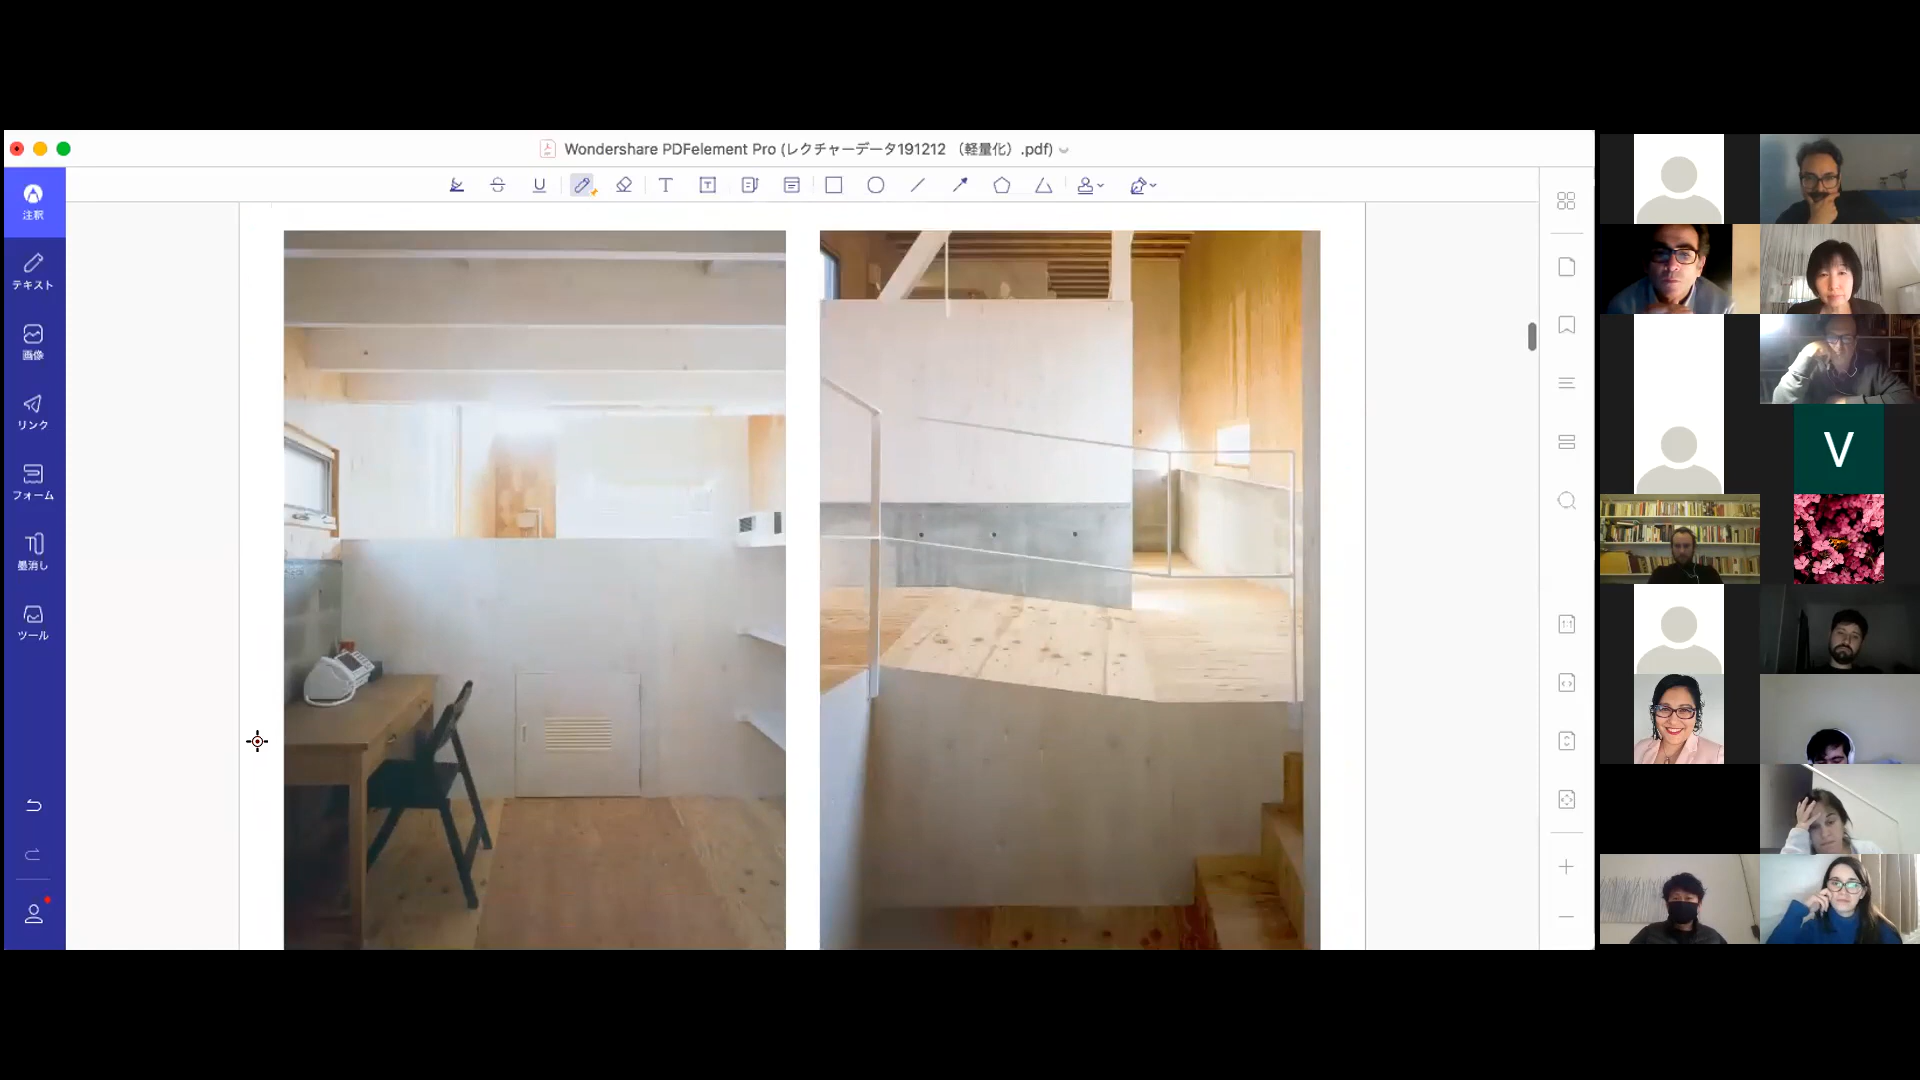 Wondershare PDFelement Pro (レクチャーデータ191212 （軽量化）.pdf)
注釈
テキスト
画像
リンク
フォーム
墨消し
ツール
V